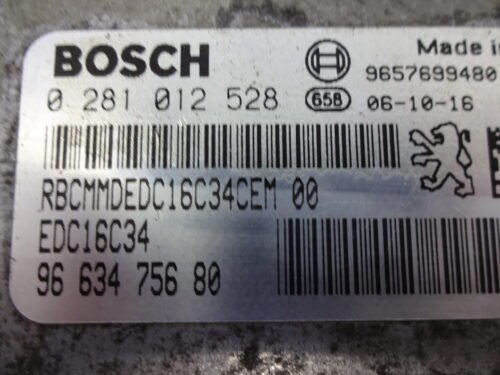 BOSCH
Made i
9657699480
0 281 012 528
658
06-10-16
RBCMMDEDC16C34CEM 00
EDC16C34
96 634 756 80